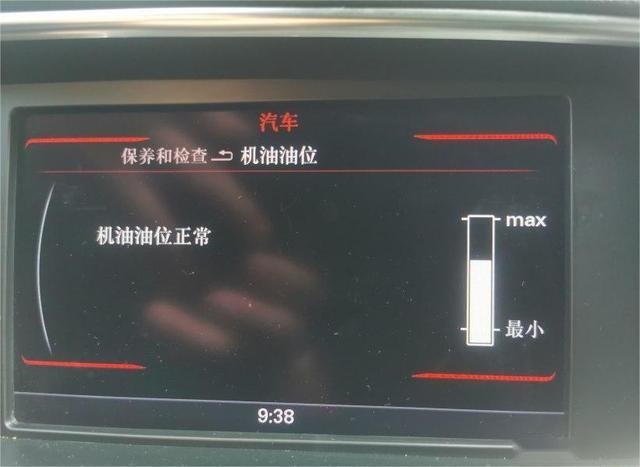 汽车
保养和检查 机油油位
max
机油油位正常
最小
9:38